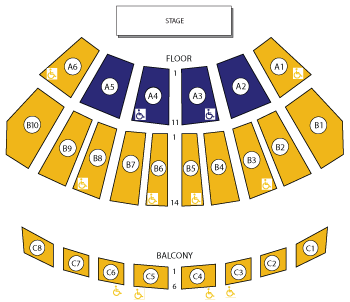 STAGE
FLOOR
A6 A5 A4 1 A3 A2 A1
11
B10 B9 B8 B7 B6 1 B5 B4 B3 B2 B1
14
BALCONY
C8 C7 C6 C5 1 C4 C3 C2 C1
6